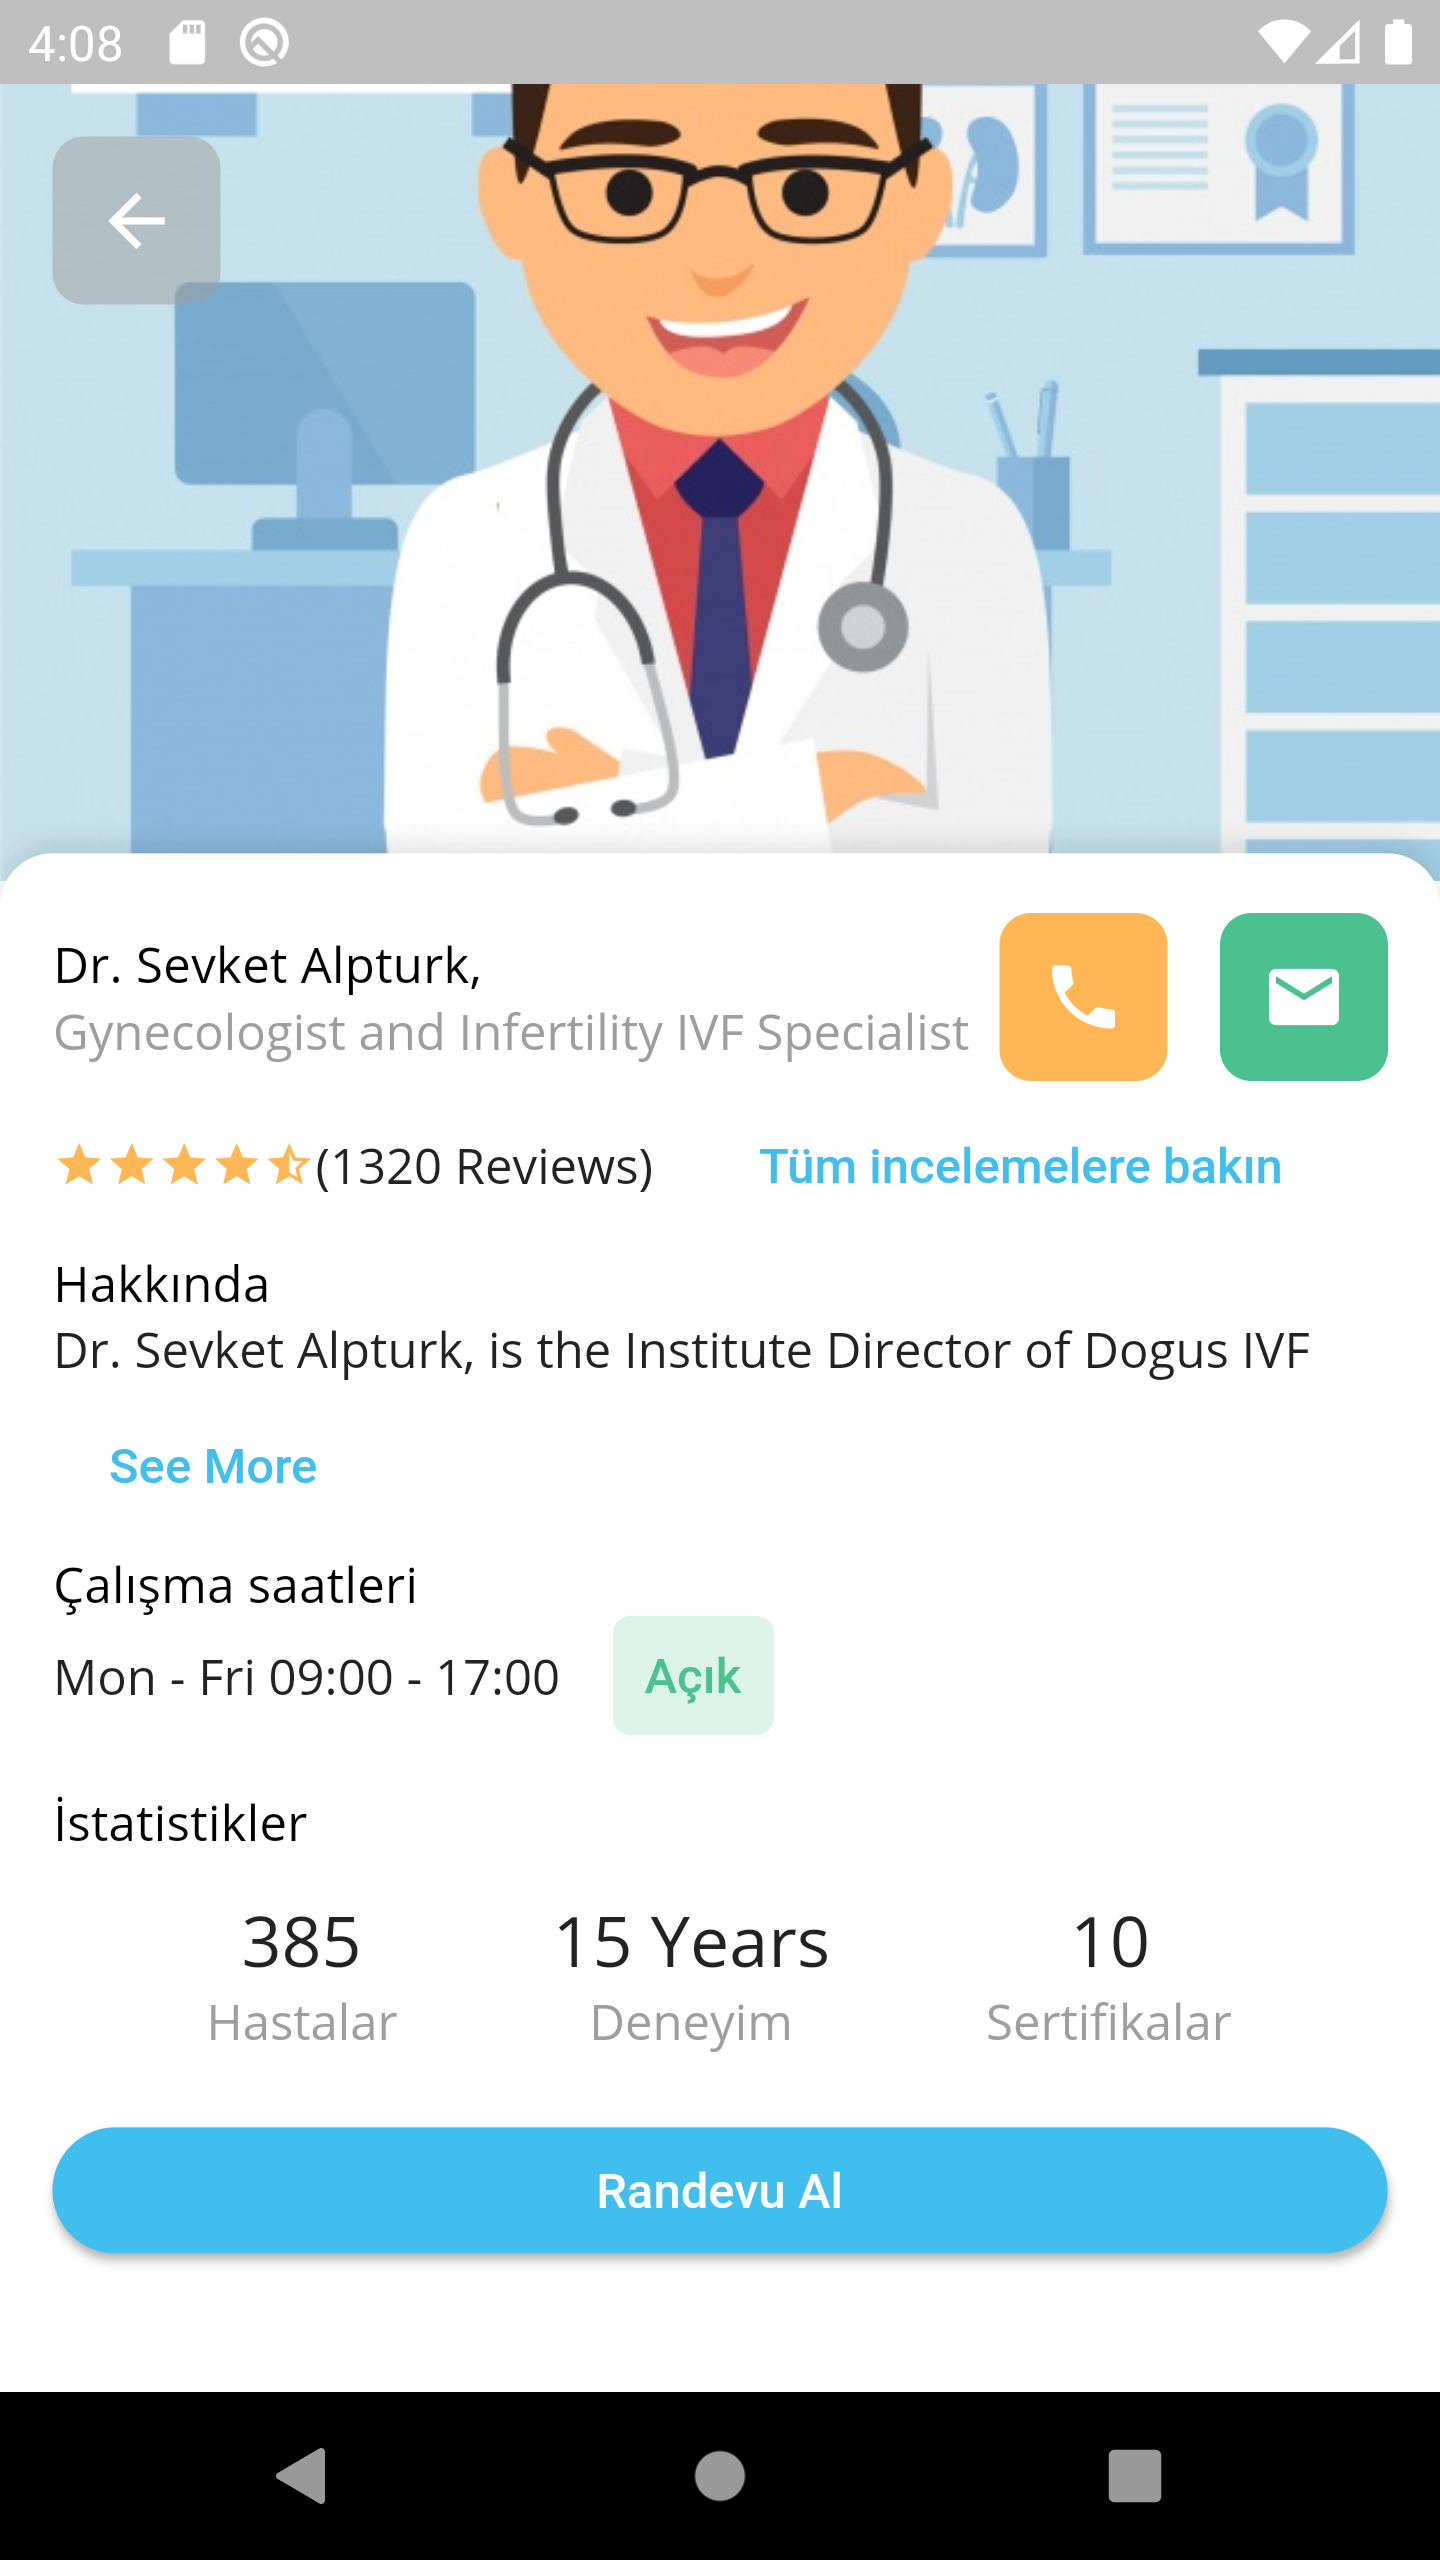 4:08
Dr. Sevket Alpturk,
Gynecologist and Infertility IVF Specialist
(1320 Reviews)
Tüm incelemelere bakın
Hakkında
Dr. Sevket Alpturk, is the Institute Director of Dogus IVF
See More
Çalışma saatleri
Mon - Fri 09:00 - 17:00
Açık
İstatistikler
385
15 Years
10
Hastalar
Deneyim
Sertifikalar
Randevu Al